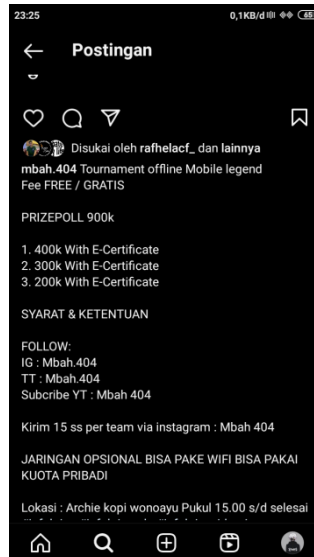 23:25
0,1KB/d
65
Postingan
Disukai oleh rafhelacf_ dan lainnya
mbah.404 Tournament offline Mobile legend
Fee FREE / GRATIS
PRIZEPOLL 900k
1. 400k With E-Certificate
2. 300k With E-Certificate
3. 200k With E-Certificate
SYARAT & KETENTUAN
FOLLOW:
IG : Mbah.404
TT : Mbah.404
Subcribe YT : Mbah 404
Kirim 15 ss per team via instagram : Mbah 404
JARINGAN OPSIONAL BISA PAKE WIFI BISA PAKAI
KUOTA PRIBADI
Lokasi : Archie kopi wonoayu Pukul 15.00 s/d selesai